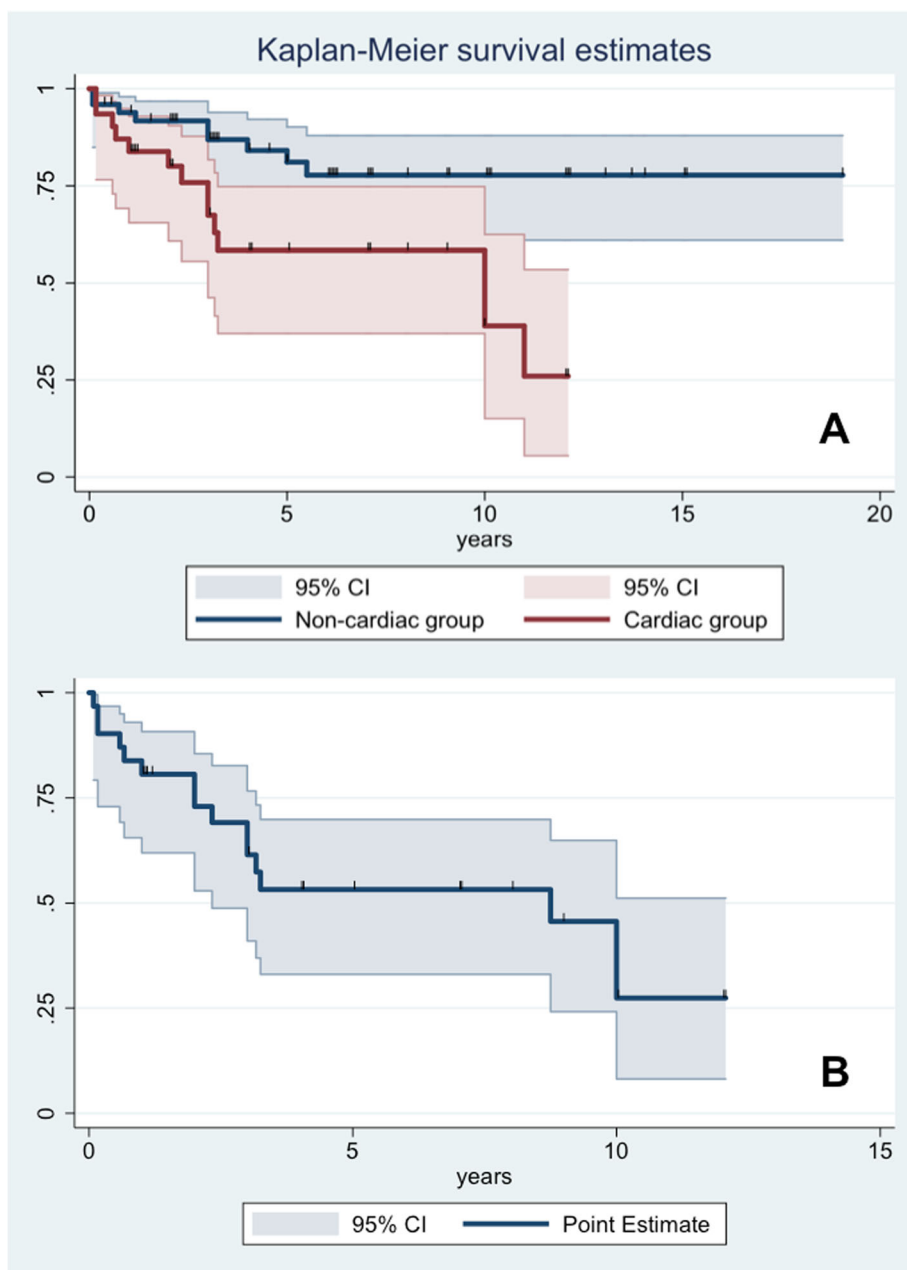 Kaplan-Meier survival estimates
1
.75
.5
.25
0
A
0 5 10 15 20
years
95% CI 95% CI
Non-cardiac group Cardiac group
1
.75
.5
.25
0
B
0 5 10 15
years
95% CI Point Estimate